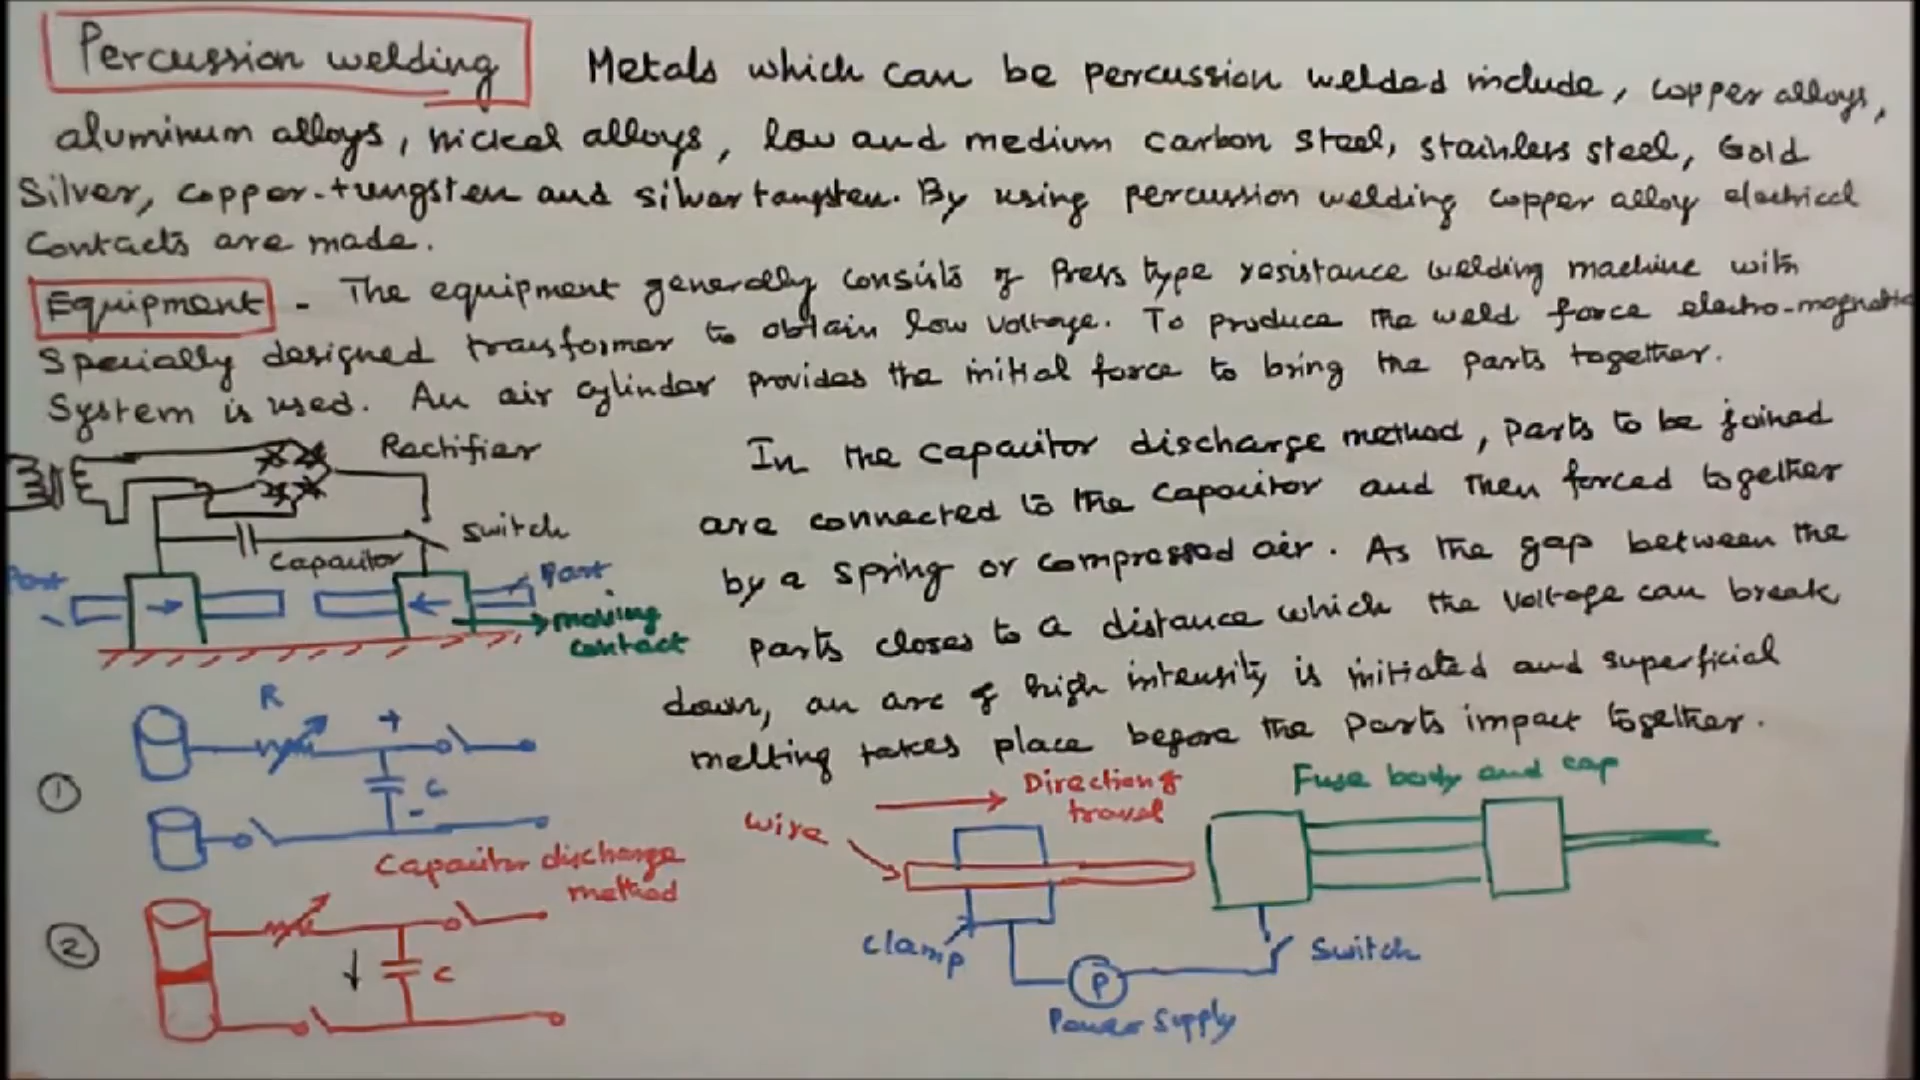 Percussion welding Metals which can be percussion welded include, copper alloys,
aluminum alloys, nickel alloys, low and medium carbon steel, stainless steel, Gold
Silver, copper-tungsten and silver tungsten. By using percussion welding copper alloy electrical
contacts are made.
Equipment - The equipment generally consists of Press type resistance welding machine with
Specially designed transformer to obtain low voltage. To produce the weld force electro-magnetic
System is used. An air cylinder provides the initial force to bring the parts together.
Rectifier
Switch
Capacitor
Part
Part
moving
contact
In the capacitor discharge method, parts to be joined
are connected to the capacitor and then forced together
by a spring or compressed air. As the gap between the
parts closes to a distance which the voltage can break
down, an arc of high intensity is initiated and superficial
melting takes place before the parts impact together.
R
+
C
-
1
Capacitor discharge
method
2
C
Direction of
travel
wire
Fuse body and cap
Clamp
P
Switch
Power Supply